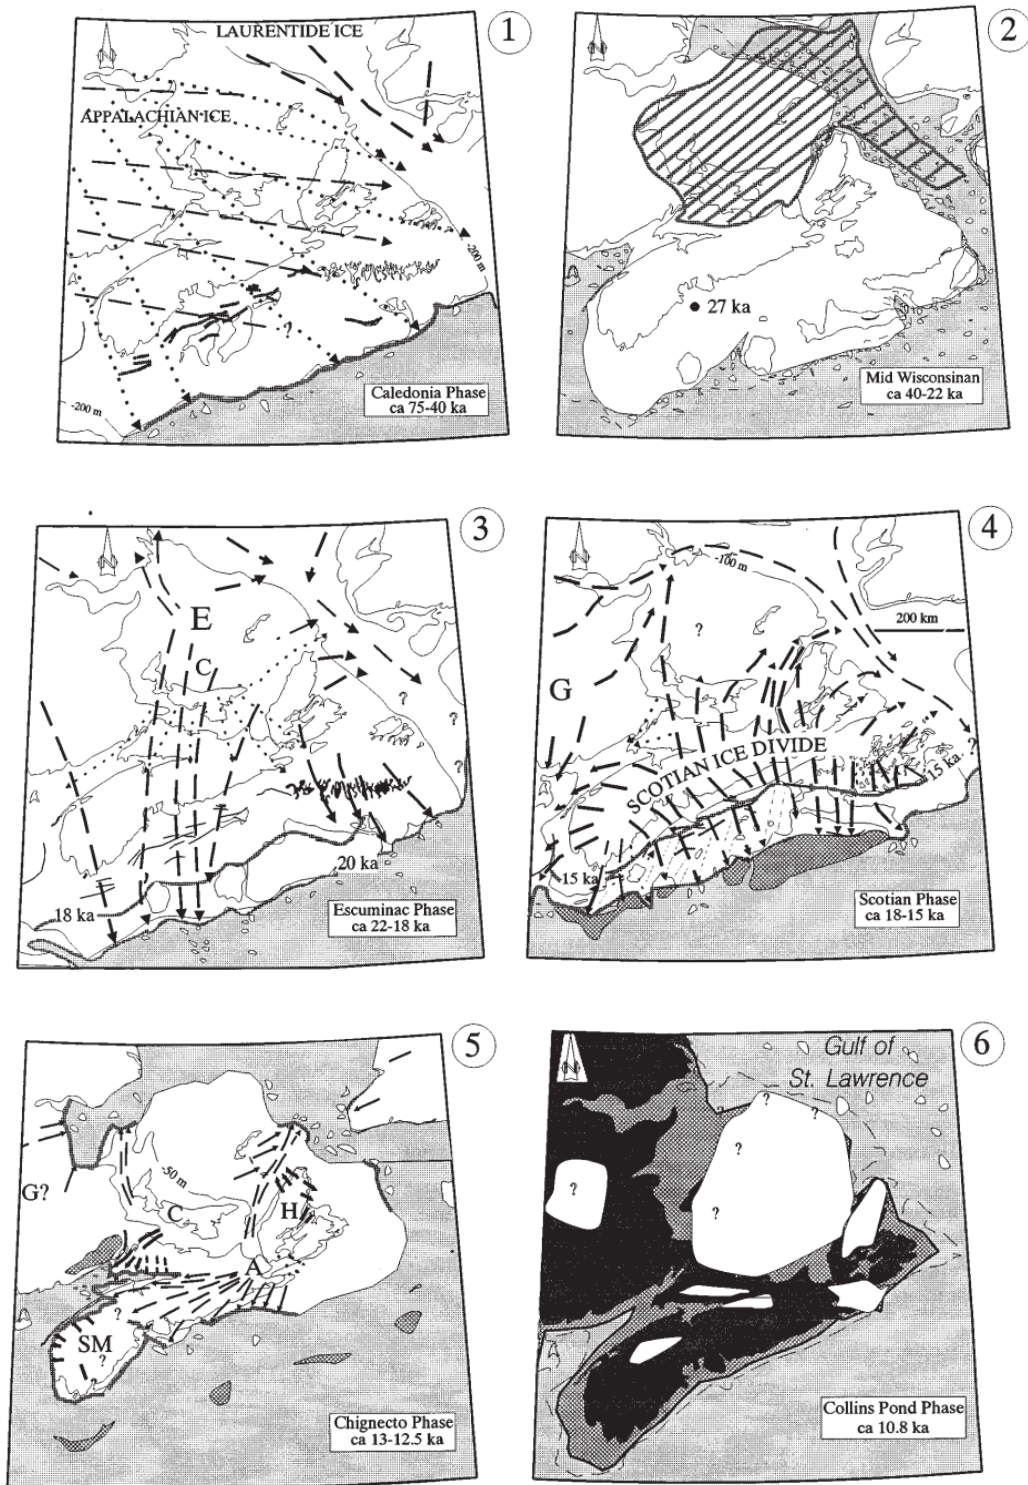 1
N
LAURENTIDE ICE
APPALACHIAN ICE
-200 m
?
-200 m
Caledonia Phase
ca 75-40 ka
2
N
27 ka
Mid Wisconsinan
ca 40-22 ka
3
N
E
C
?
?
20 ka
18 ka
Escuminac Phase
ca 22-18 ka
4
N
-100 m
200 km
?
G
SCOTIAN ICE DIVIDE
?
15 ka
15 ka
Scotian Phase
ca 18-15 ka
5
-50 m
G?
C
H
A
?
SM
?
Chignecto Phase
ca 13-12.5 ka
6
N
Gulf of
St. Lawrence
?
?
?
?
?
Collins Pond Phase
ca 10.8 ka